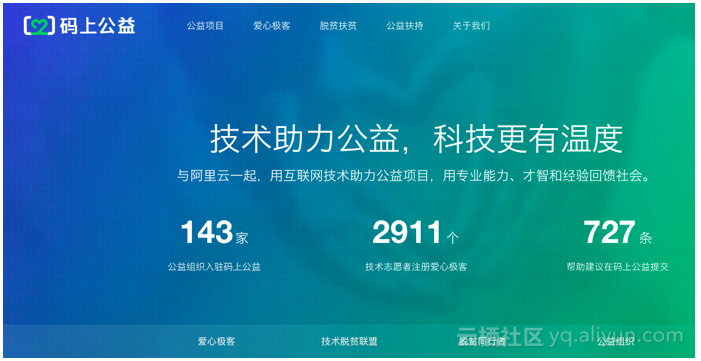 码上公益 公益项目 爱心极客 脱贫扶贫 公益扶持 关于我们
技术助力公益，科技更有温度
与阿里云一起，用互联网技术助力公益项目，用专业能力、才智和经验回馈社会。
143家 2911个 727条
公益组织入驻码上公益 技术志愿者注册爱心极客 帮助建议在码上公益提交
爱心极客 技术脱贫联盟 脱贫同行者 公益组织
云栖社区 yq.aliyun.com